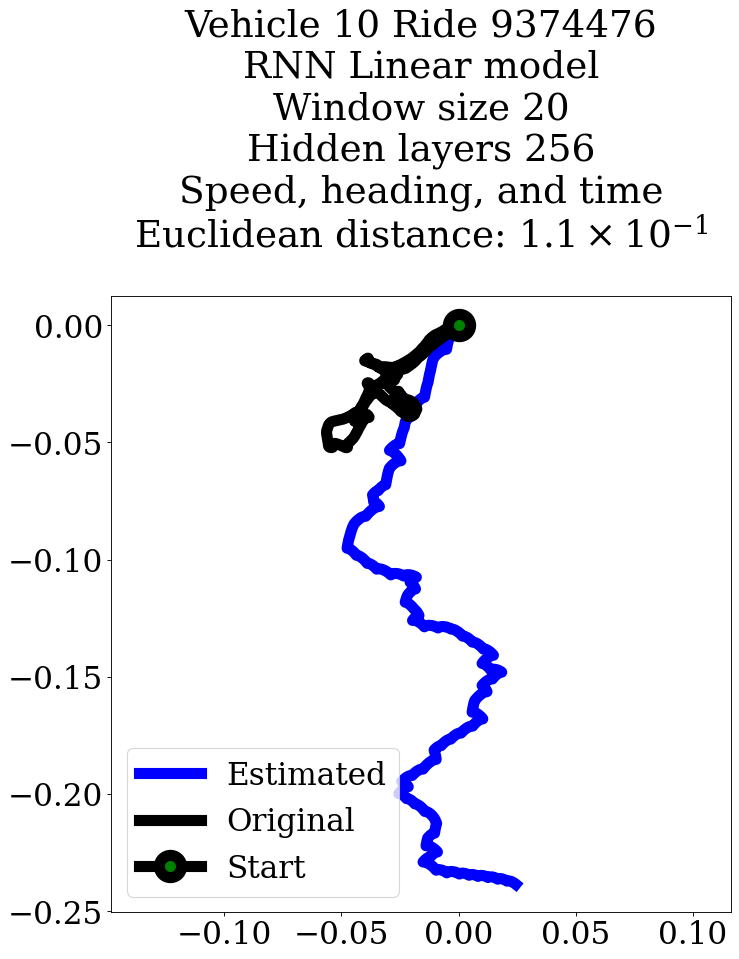 Vehicle 10 Ride 9374476
RNN Linear model
Window size 20
Hidden layers 256
Speed, heading, and time
Euclidean distance: 1.1 × 10⁻¹
0.00
−0.05
−0.10
−0.15
−0.20
−0.25
Estimated
Original
Start
−0.10 −0.05 0.00 0.05 0.10